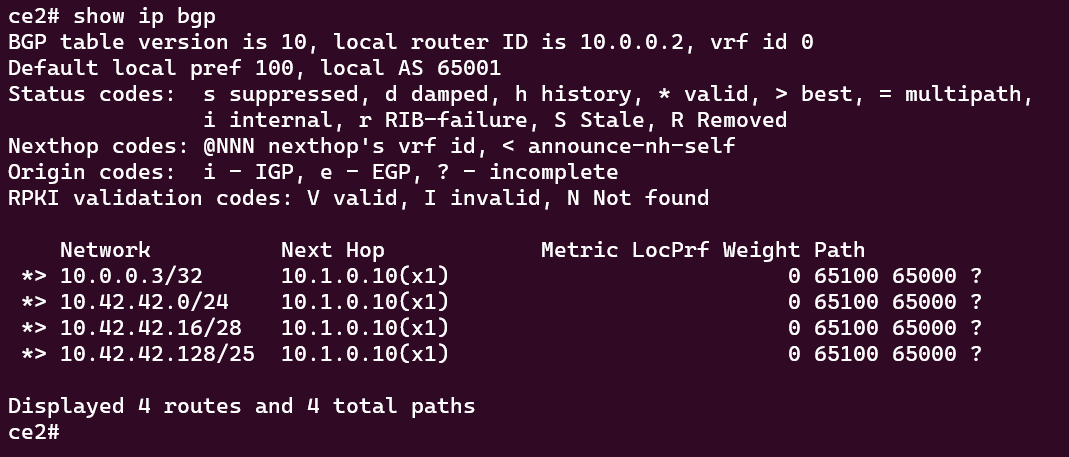 ce2# show ip bgp
BGP table version is 10, local router ID is 10.0.0.2, vrf id 0
Default local pref 100, local AS 65001
Status codes:  s suppressed, d damped, h history, * valid, > best, = multipath,
               i internal, r RIB-failure, S Stale, R Removed
Nexthop codes: @NNN nexthop's vrf id, < announce-nh-self
Origin codes:  i - IGP, e - EGP, ? - incomplete
RPKI validation codes: V valid, I invalid, N Not found

    Network          Next Hop            Metric LocPrf Weight Path
 *> 10.0.0.3/32      10.1.0.10(x1)                          0 65100 65000 ?
 *> 10.42.42.0/24    10.1.0.10(x1)                          0 65100 65000 ?
 *> 10.42.42.16/28   10.1.0.10(x1)                          0 65100 65000 ?
 *> 10.42.42.128/25  10.1.0.10(x1)                          0 65100 65000 ?

Displayed 4 routes and 4 total paths
ce2#